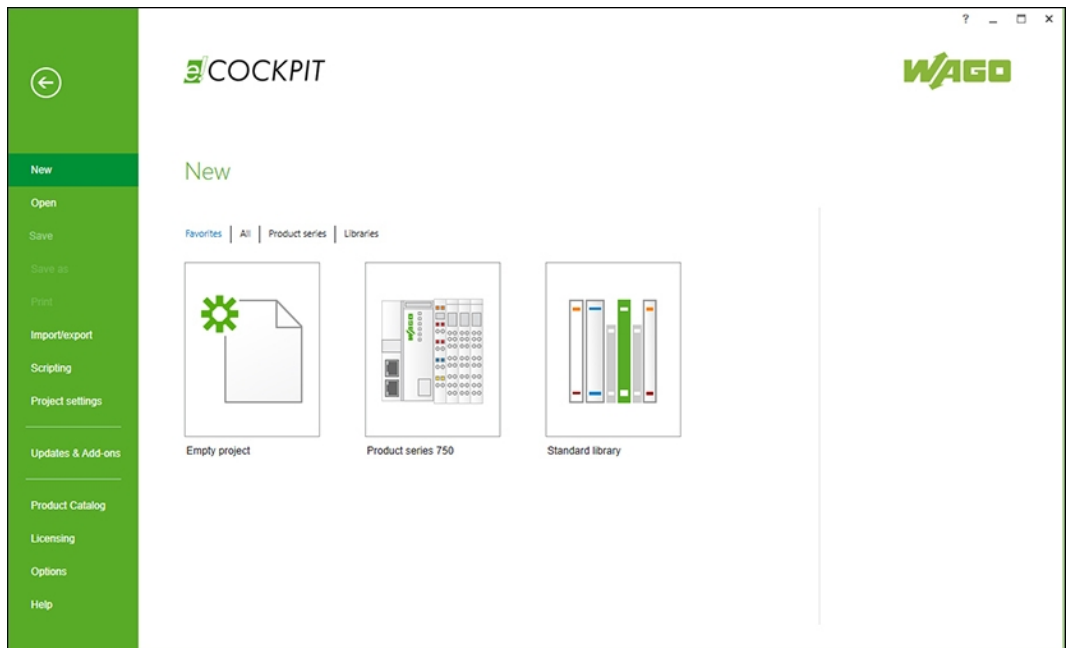 ?
e!COCKPIT
WAGO
New
Open
Save
Save as
Print
Import/export
Scripting
Project settings
Updates & Add-ons
Product Catalog
Licensing
Options
Help
New
Favorites | All | Product series | Libraries
WAGO
Empty project
Product series 750
Standard library